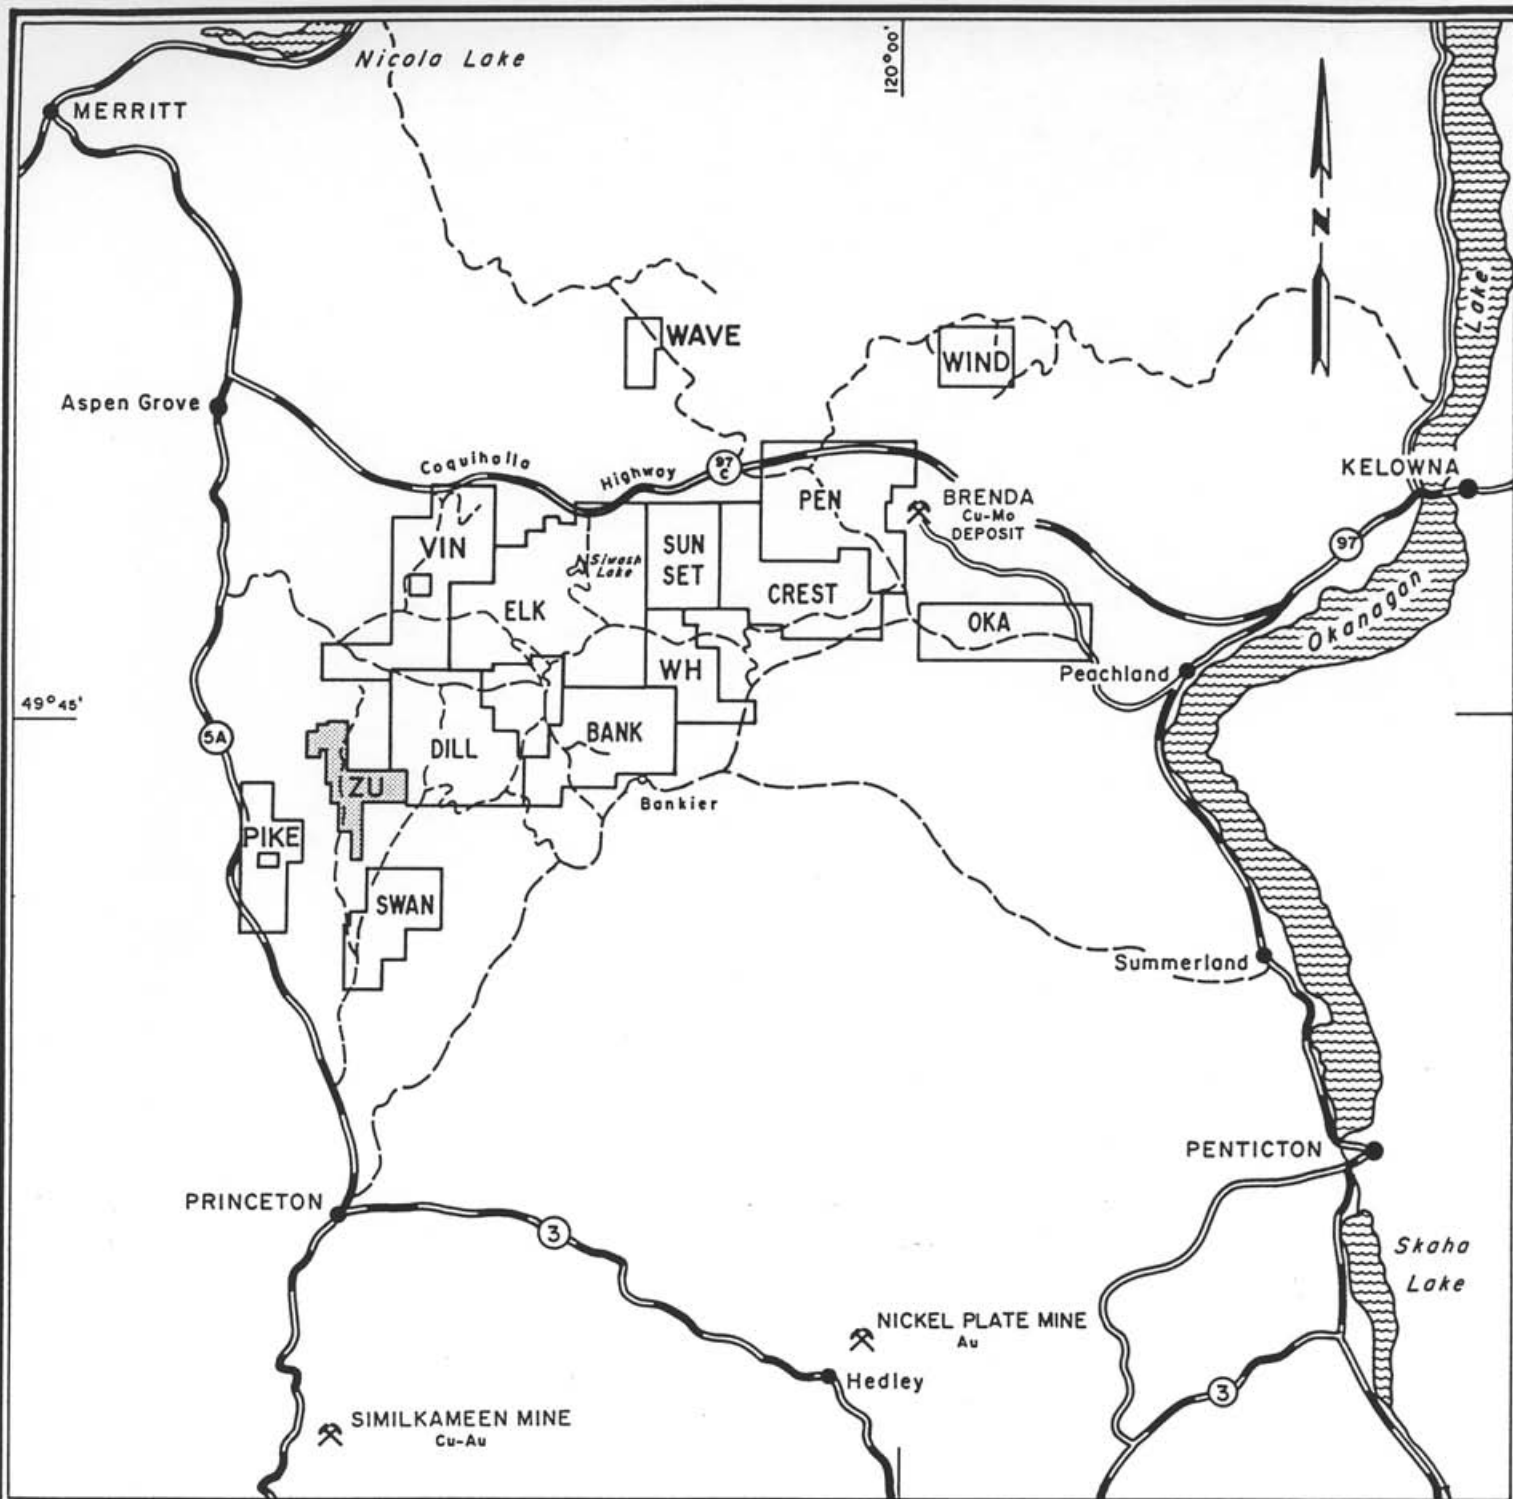 Nicola Lake
120°00'
MERRITT
N
Lake
WAVE
WIND
Aspen Grove
Coquihalla
Highway
97
C
KELOWNA
PEN
BRENDA
Cu-Mo
DEPOSIT
VIN
SUN
SET
Siwash
Lake
97
ELK
CREST
OKA
Okanagan
WH
Peachland
49°45'
5A
DILL
BANK
ZU
Bankier
PIKE
SWAN
Summerland
PENTICTON
PRINCETON
3
Skaha
Lake
NICKEL PLATE MINE
Au
Hedley
3
SIMILKAMEEN MINE
Cu-Au